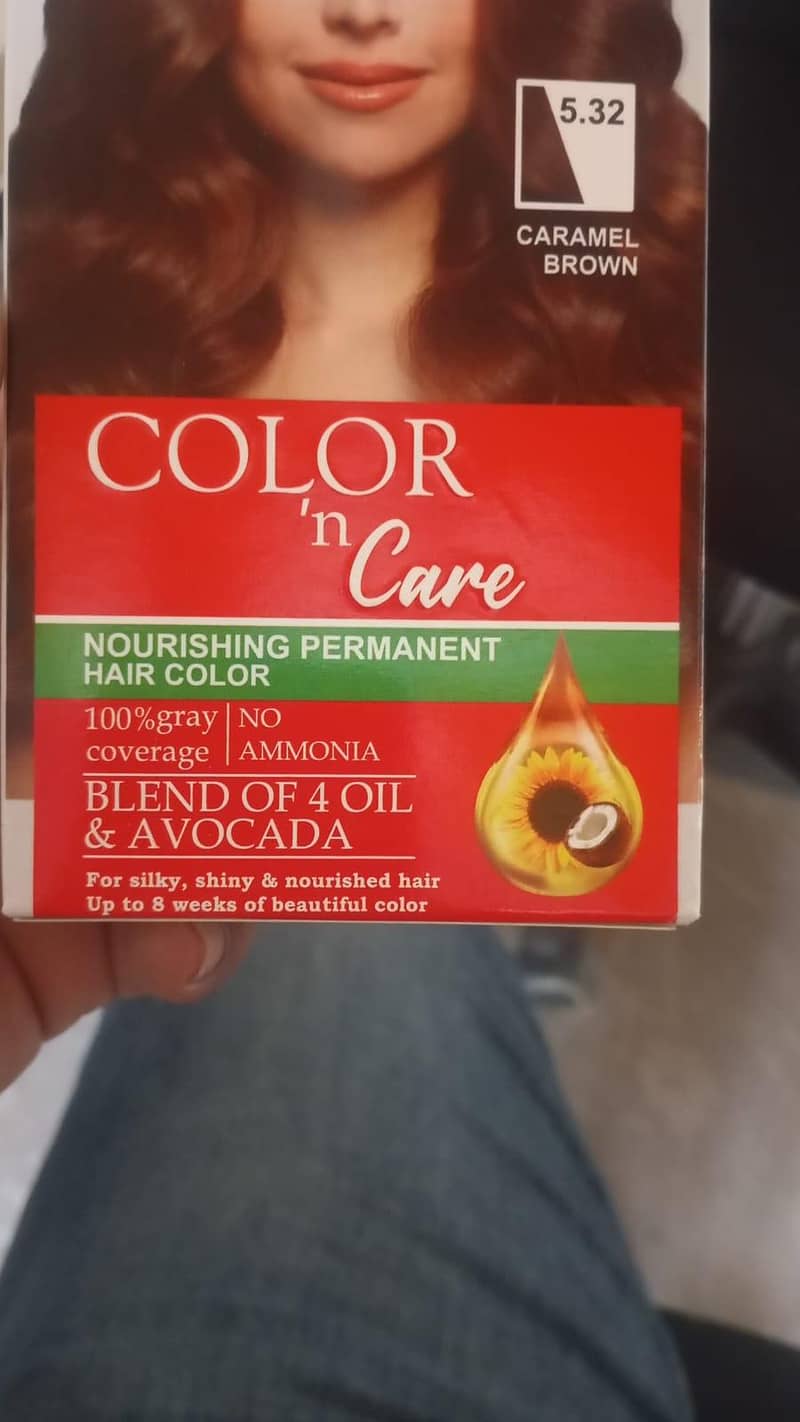 5.32
CARAMEL
BROWN
COLOR
'n
Care
NOURISHING PERMANENT
HAIR COLOR
100%gray | NO
coverage | AMMONIA
BLEND OF 4 OIL
& AVOCADA
For silky, shiny & nourished hair
Up to 8 weeks of beautiful color